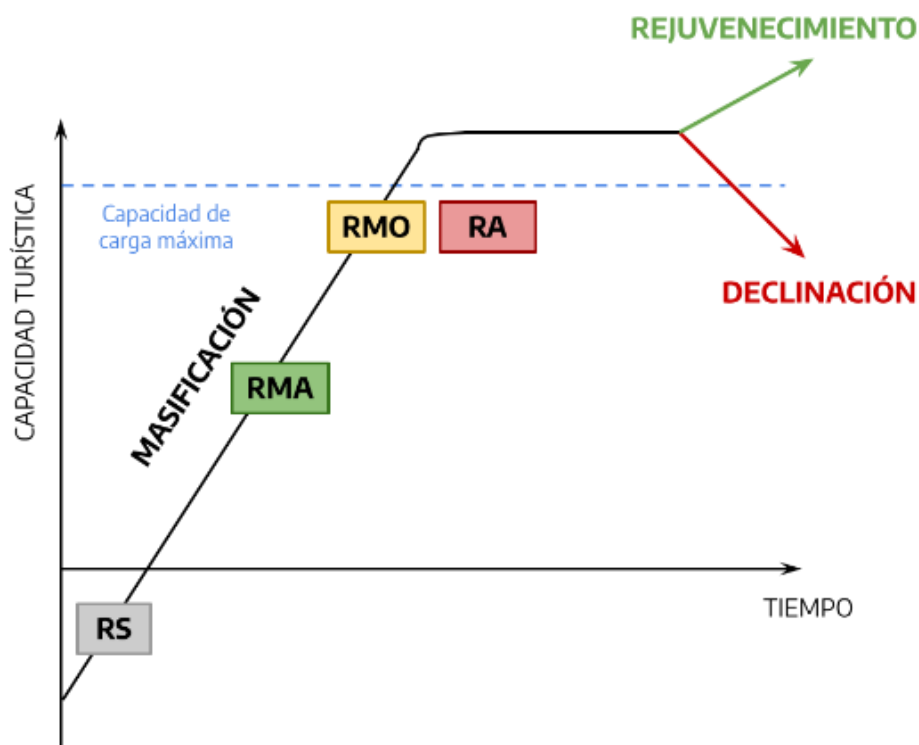 REJUVENECIMIENTO
CAPACIDAD TURÍSTICA
Capacidad de
carga máxima
RMO
RA
DECLINACIÓN
MASIFICACIÓN
RMA
TIEMPO
RS